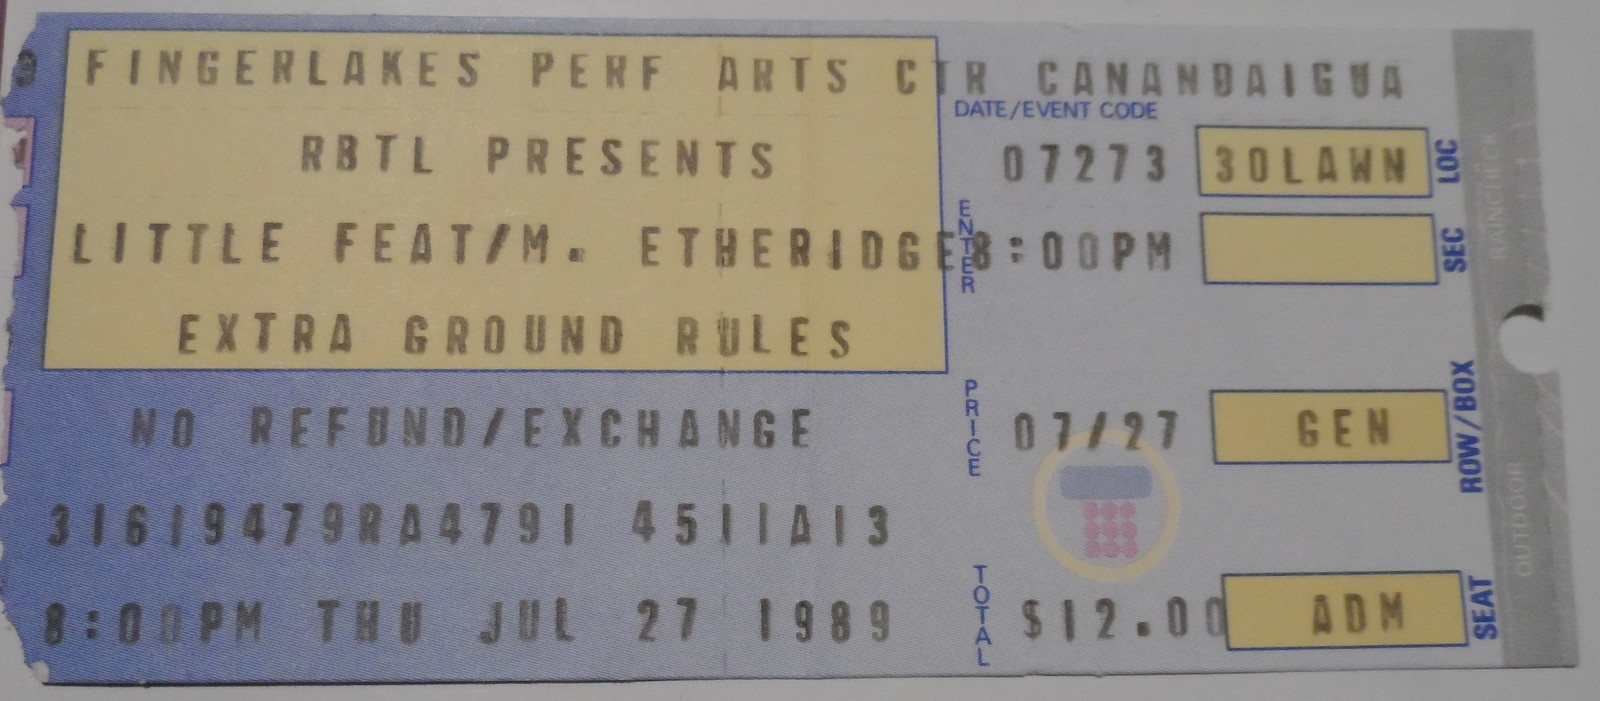 FINGERLAKES PERF ARTS CTR CANANDAIGUA
DATE/EVENT CODE
RBTL PRESENTS 07273 30LAWN LOC
LITTLE FEAT/M. ETHERIDGE ENTER 8:00PM SEC
EXTRA GROUND RULES
NO REFUND/EXCHANGE PRICE 07/27 GEN ROW/BOX
31619479RA4791 4511A13
8:00PM THU JUL 27 1989 TOTAL $12.00 ADM SEAT
RAINCHECK
OUTDOOR